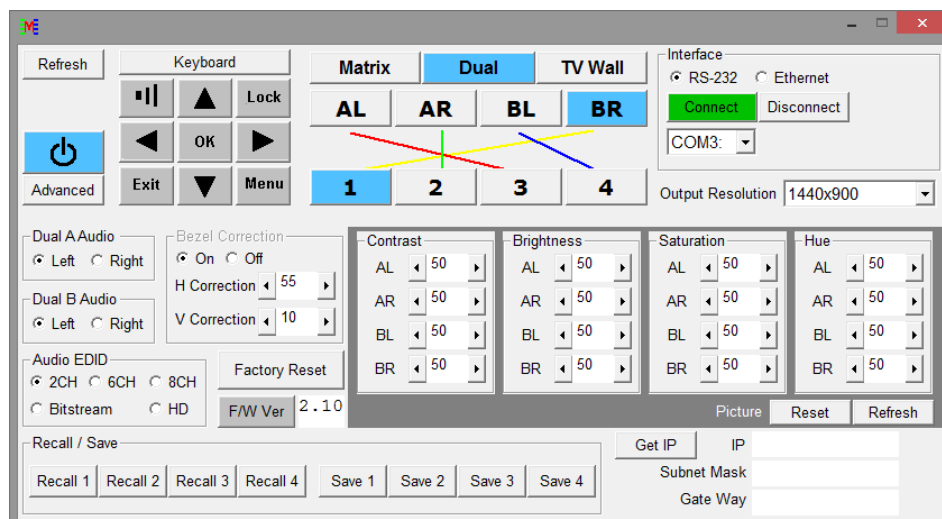 Refresh
Keyboard
Lock
OK
Exit
Menu
Advanced
Matrix Dual TV Wall
AL AR BL BR
1 2 3 4
Interface
RS-232 Ethernet
Connect Disconnect
COM3:
Output Resolution 1440x900
Dual A Audio
Left Right
Dual B Audio
Left Right
Bezel Correction
On Off
H Correction 55
V Correction 10
Audio EDID
2CH 6CH 8CH
Bitstream HD
Factory Reset
F/W Ver 2.10
Contrast
AL 50
AR 50
BL 50
BR 50
Brightness
AL 50
AR 50
BL 50
BR 50
Saturation
AL 50
AR 50
BL 50
BR 50
Hue
AL 50
AR 50
BL 50
BR 50
Picture Reset Refresh
Recall / Save
Recall 1 Recall 2 Recall 3 Recall 4 Save 1 Save 2 Save 3 Save 4
Get IP IP
Subnet Mask
Gate Way